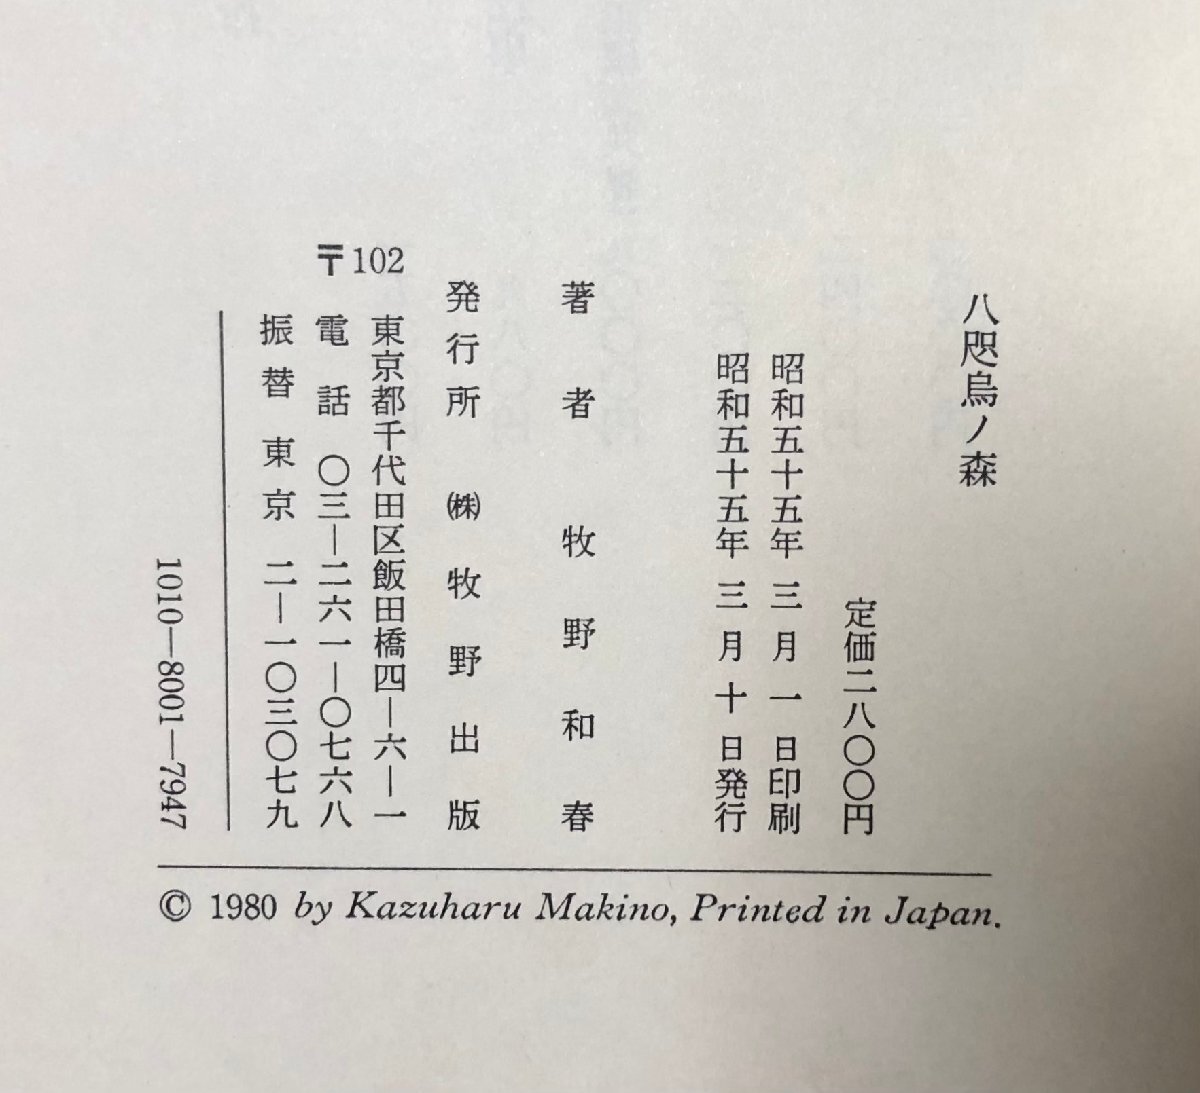 八咫烏ノ森
定価二八〇〇円
昭和五十五年三月一日印刷
昭和五十五年三月十日発行
著者 牧野和春
発行所 ㈱牧野出版
〒102
東京都千代田区飯田橋四―六―一
電話 〇三―二六一―〇七六八
振替 東京 二―一〇三〇七九
1010―8001―7947
© 1980 by Kazuharu Makino, Printed in Japan.